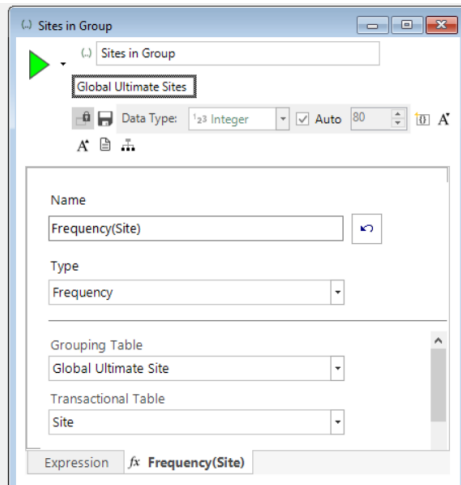 (..) Sites in Group
(..) Sites in Group
Global Ultimate Sites
Data Type: 123 Integer Auto 80 {} A
A
Name
Frequency(Site)
Type
Frequency
Grouping Table
Global Ultimate Site
Transactional Table
Site
Expression fx Frequency(Site)